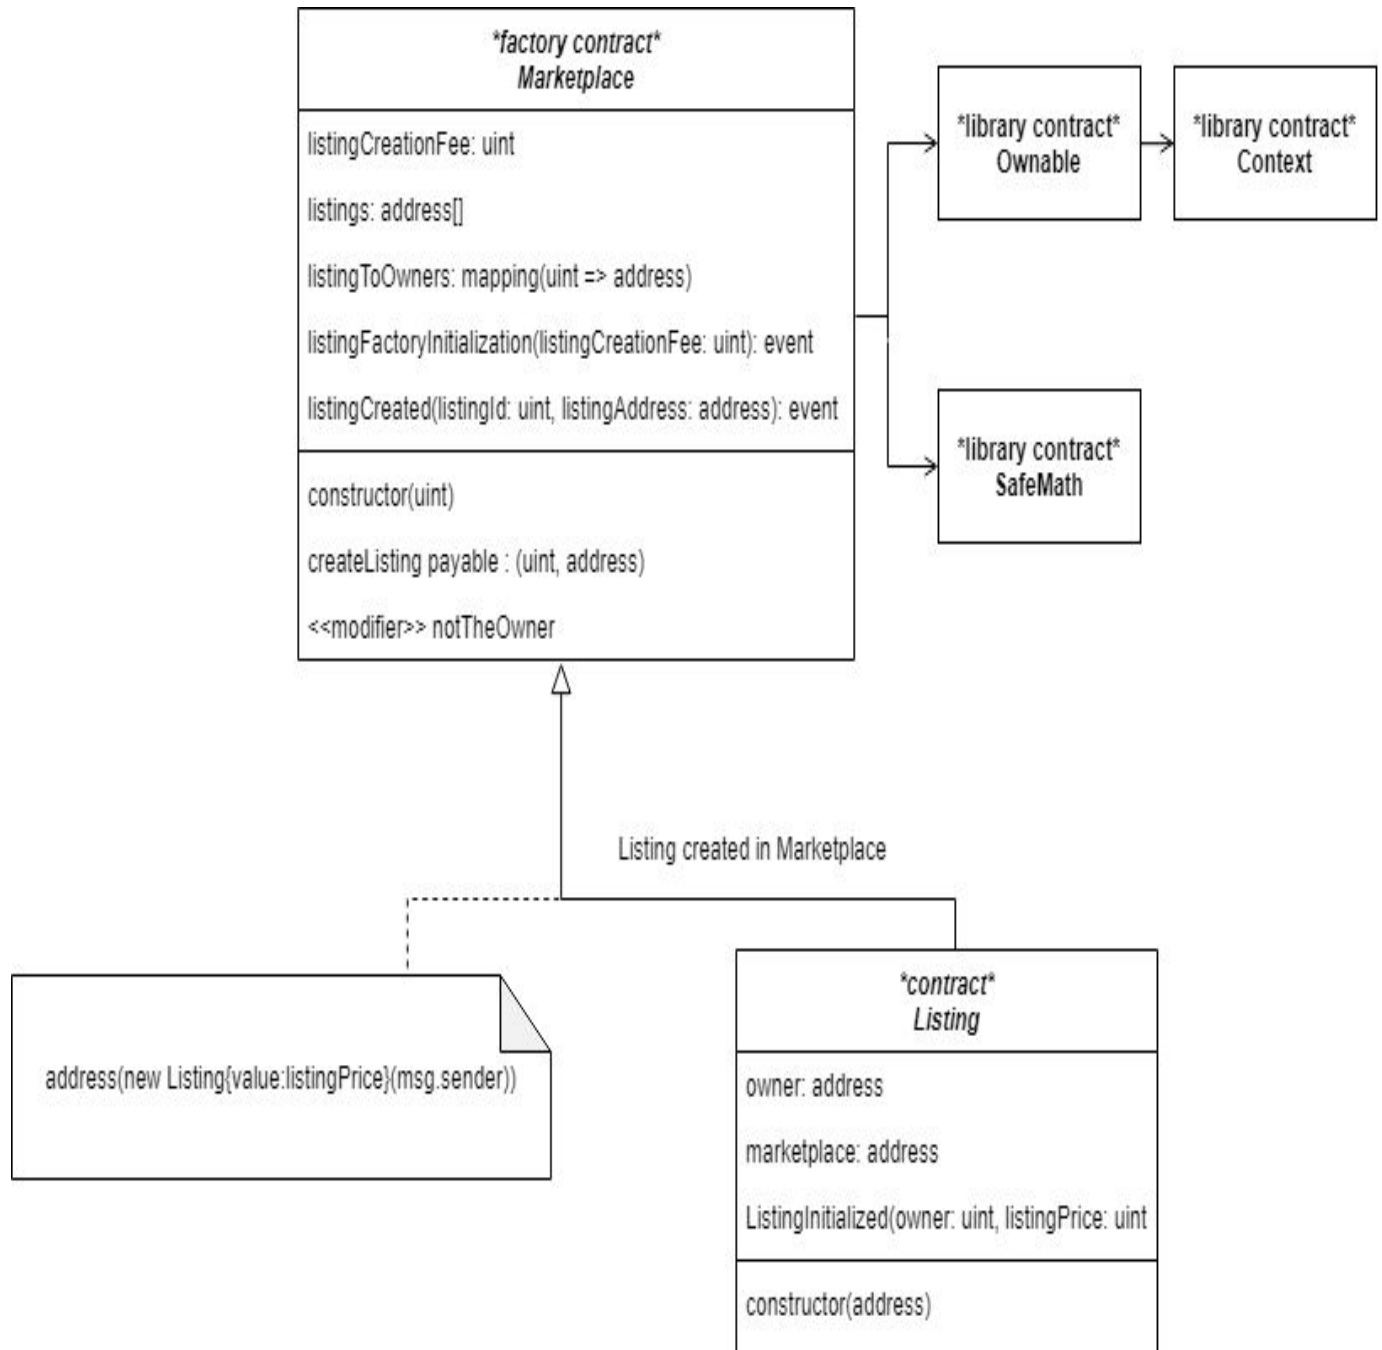 *factory contract*
Marketplace
listingCreationFee: uint
listings: address[]
listingToOwners: mapping(uint => address)
listingFactoryInitialization(listingCreationFee: uint): event
listingCreated(listingId: uint, listingAddress: address): event
constructor(uint)
createListing payable : (uint, address)
<<modifier>> notTheOwner
*library contract*
Ownable
*library contract*
Context
*library contract*
SafeMath
Listing created in Marketplace
address(new Listing{value:listingPrice}(msg.sender))
*contract*
Listing
owner: address
marketplace: address
ListingInitialized(owner: uint, listingPrice: uint
constructor(address)